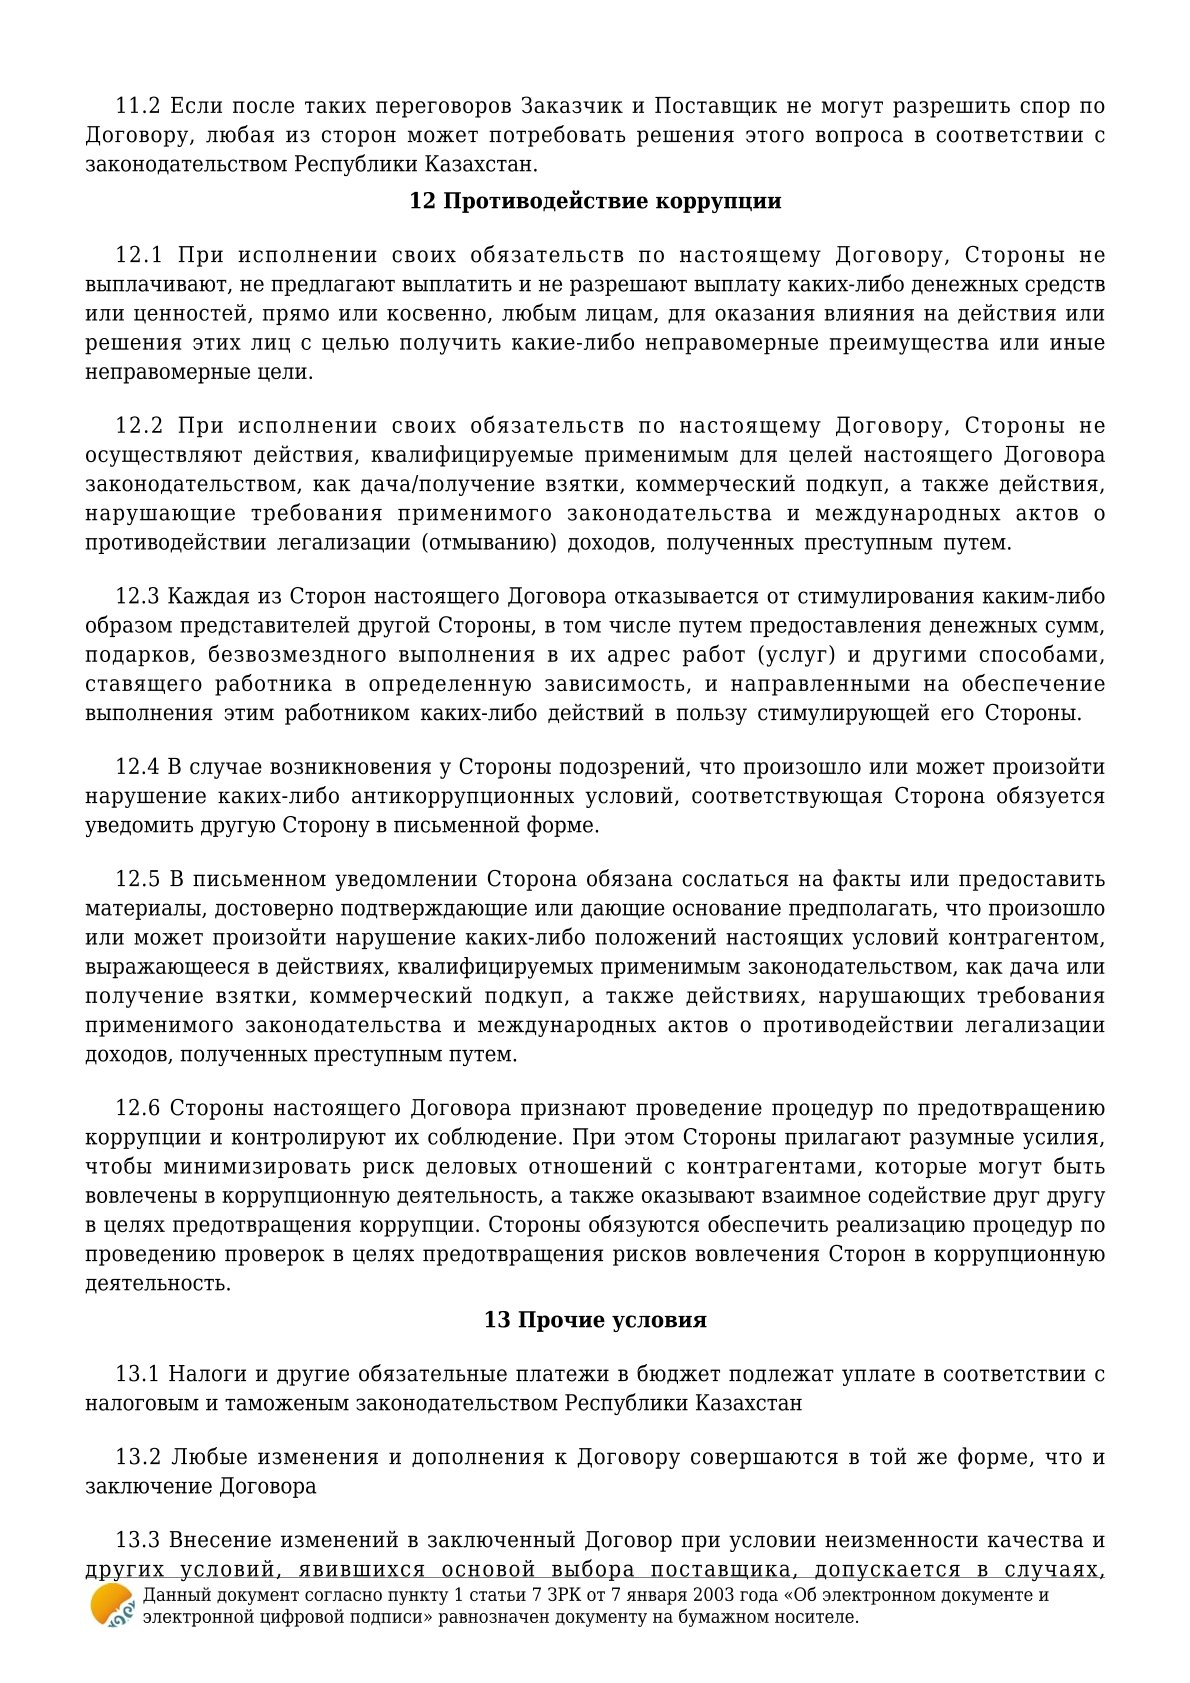 11.2 Если после таких переговоров Заказчик и Поставщик не могут разрешить спор по
Договору, любая из сторон может потребовать решения этого вопроса в соответствии с
законодательством Республики Казахстан.
12 Противодействие коррупции
12.1 При исполнении своих обязательств по настоящему Договору, Стороны не
выплачивают, не предлагают выплатить и не разрешают выплату каких-либо денежных средств
или ценностей, прямо или косвенно, любым лицам, для оказания влияния на действия или
решения этих лиц с целью получить какие-либо неправомерные преимущества или иные
неправомерные цели.
12.2 При исполнении своих обязательств по настоящему Договору, Стороны не
осуществляют действия, квалифицируемые применимым для целей настоящего Договора
законодательством, как дача/получение взятки, коммерческий подкуп, а также действия,
нарушающие требования применимого законодательства и международных актов о
противодействии легализации (отмыванию) доходов, полученных преступным путем.
12.3 Каждая из Сторон настоящего Договора отказывается от стимулирования каким-либо
образом представителей другой Стороны, в том числе путем предоставления денежных сумм,
подарков, безвозмездного выполнения в их адрес работ (услуг) и другими способами,
ставящего работника в определенную зависимость, и направленными на обеспечение
выполнения этим работником каких-либо действий в пользу стимулирующей его Стороны.
12.4 В случае возникновения у Стороны подозрений, что произошло или может произойти
нарушение каких-либо антикоррупционных условий, соответствующая Сторона обязуется
уведомить другую Сторону в письменной форме.
12.5 В письменном уведомлении Сторона обязана сослаться на факты или предоставить
материалы, достоверно подтверждающие или дающие основание предполагать, что произошло
или может произойти нарушение каких-либо положений настоящих условий контрагентом,
выражающееся в действиях, квалифицируемых применимым законодательством, как дача или
получение взятки, коммерческий подкуп, а также действиях, нарушающих требования
применимого законодательства и международных актов о противодействии легализации
доходов, полученных преступным путем.
12.6 Стороны настоящего Договора признают проведение процедур по предотвращению
коррупции и контролируют их соблюдение. При этом Стороны прилагают разумные усилия,
чтобы минимизировать риск деловых отношений с контрагентами, которые могут быть
вовлечены в коррупционную деятельность, а также оказывают взаимное содействие друг другу
в целях предотвращения коррупции. Стороны обязуются обеспечить реализацию процедур по
проведению проверок в целях предотвращения рисков вовлечения Сторон в коррупционную
деятельность.
13 Прочие условия
13.1 Налоги и другие обязательные платежи в бюджет подлежат уплате в соответствии с
налоговым и таможеным законодательством Республики Казахстан
13.2 Любые изменения и дополнения к Договору совершаются в той же форме, что и
заключение Договора
13.3 Внесение изменений в заключенный Договор при условии неизменности качества и
других условий, явившихся основой выбора поставщика, допускается в случаях,
Данный документ согласно пункту 1 статьи 7 ЗРК от 7 января 2003 года «Об электронном документе и
электронной цифровой подписи» равнозначен документу на бумажном носителе.